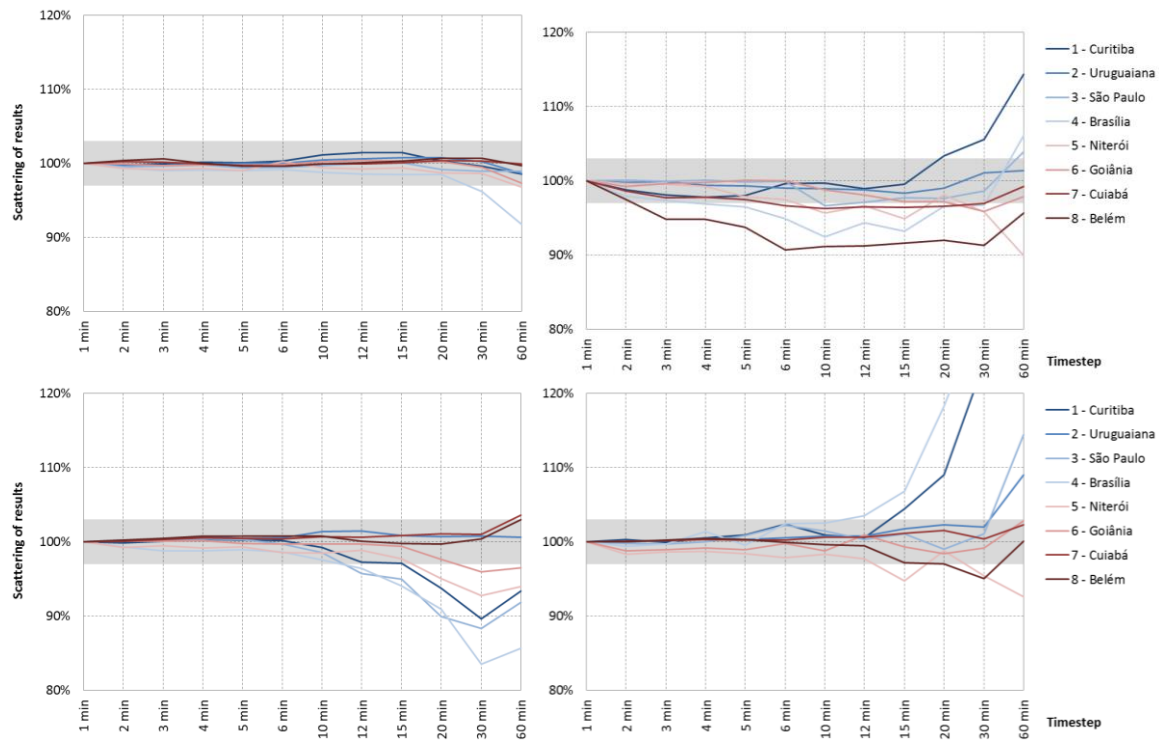 120%
110%
100%
90%
80%
Scattering of results
1 min
2 min
3 min
4 min
5 min
6 min
10 min
12 min
15 min
20 min
30 min
60 min
120%
110%
100%
90%
80%
1 min
2 min
3 min
4 min
5 min
6 min
10 min
12 min
15 min
20 min
30 min
60 min
Timestep
1 - Curitiba
2 - Uruguaiana
3 - São Paulo
4 - Brasília
5 - Niterói
6 - Goiânia
7 - Cuiabá
8 - Belém
120%
110%
100%
90%
80%
Scattering of results
1 min
2 min
3 min
4 min
5 min
6 min
10 min
12 min
15 min
20 min
30 min
60 min
120%
110%
100%
90%
80%
1 min
2 min
3 min
4 min
5 min
6 min
10 min
12 min
15 min
20 min
30 min
60 min
Timestep
1 - Curitiba
2 - Uruguaiana
3 - São Paulo
4 - Brasília
5 - Niterói
6 - Goiânia
7 - Cuiabá
8 - Belém